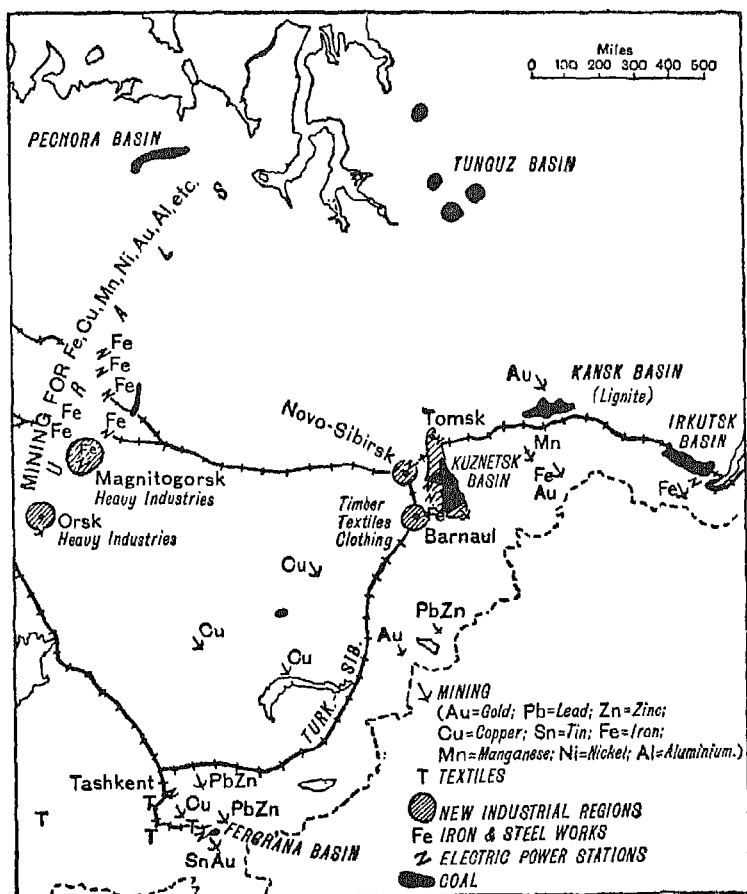 Miles
0 100 200 300 400 500
PECHORA BASIN
TUNGUZ BASIN
MINING FOR Fe, Cu, Mn, Ni, Au, Al, etc.
URALS
Fe
Fe
Fe
Fe
Fe
Fe
Fe
Magnitogorsk
Heavy Industries
Orsk
Heavy Industries
Novo-Sibirsk
Tomsk
KUZNETSK
BASIN
Timber
Textiles
Clothing
Fe
Barnaul
Au
KANSK BASIN
(Lignite)
Mn
Fe
Au
IRKUTSK
BASIN
Fe
Cu
Cu
Cu
Au
PbZn
TURK.-SIB.
Tashkent
PbZn
T
Cu
PbZn
T
T
T
FERGRANA BASIN
SnAu
MINING
(Au=Gold; Pb=Lead; Zn=Zinc;
Cu=Copper; Sn=Tin; Fe=Iron;
Mn=Manganese; Ni=Nickel; Al=Aluminium.)
T TEXTILES
NEW INDUSTRIAL REGIONS
Fe IRON & STEEL WORKS
ELECTRIC POWER STATIONS
COAL